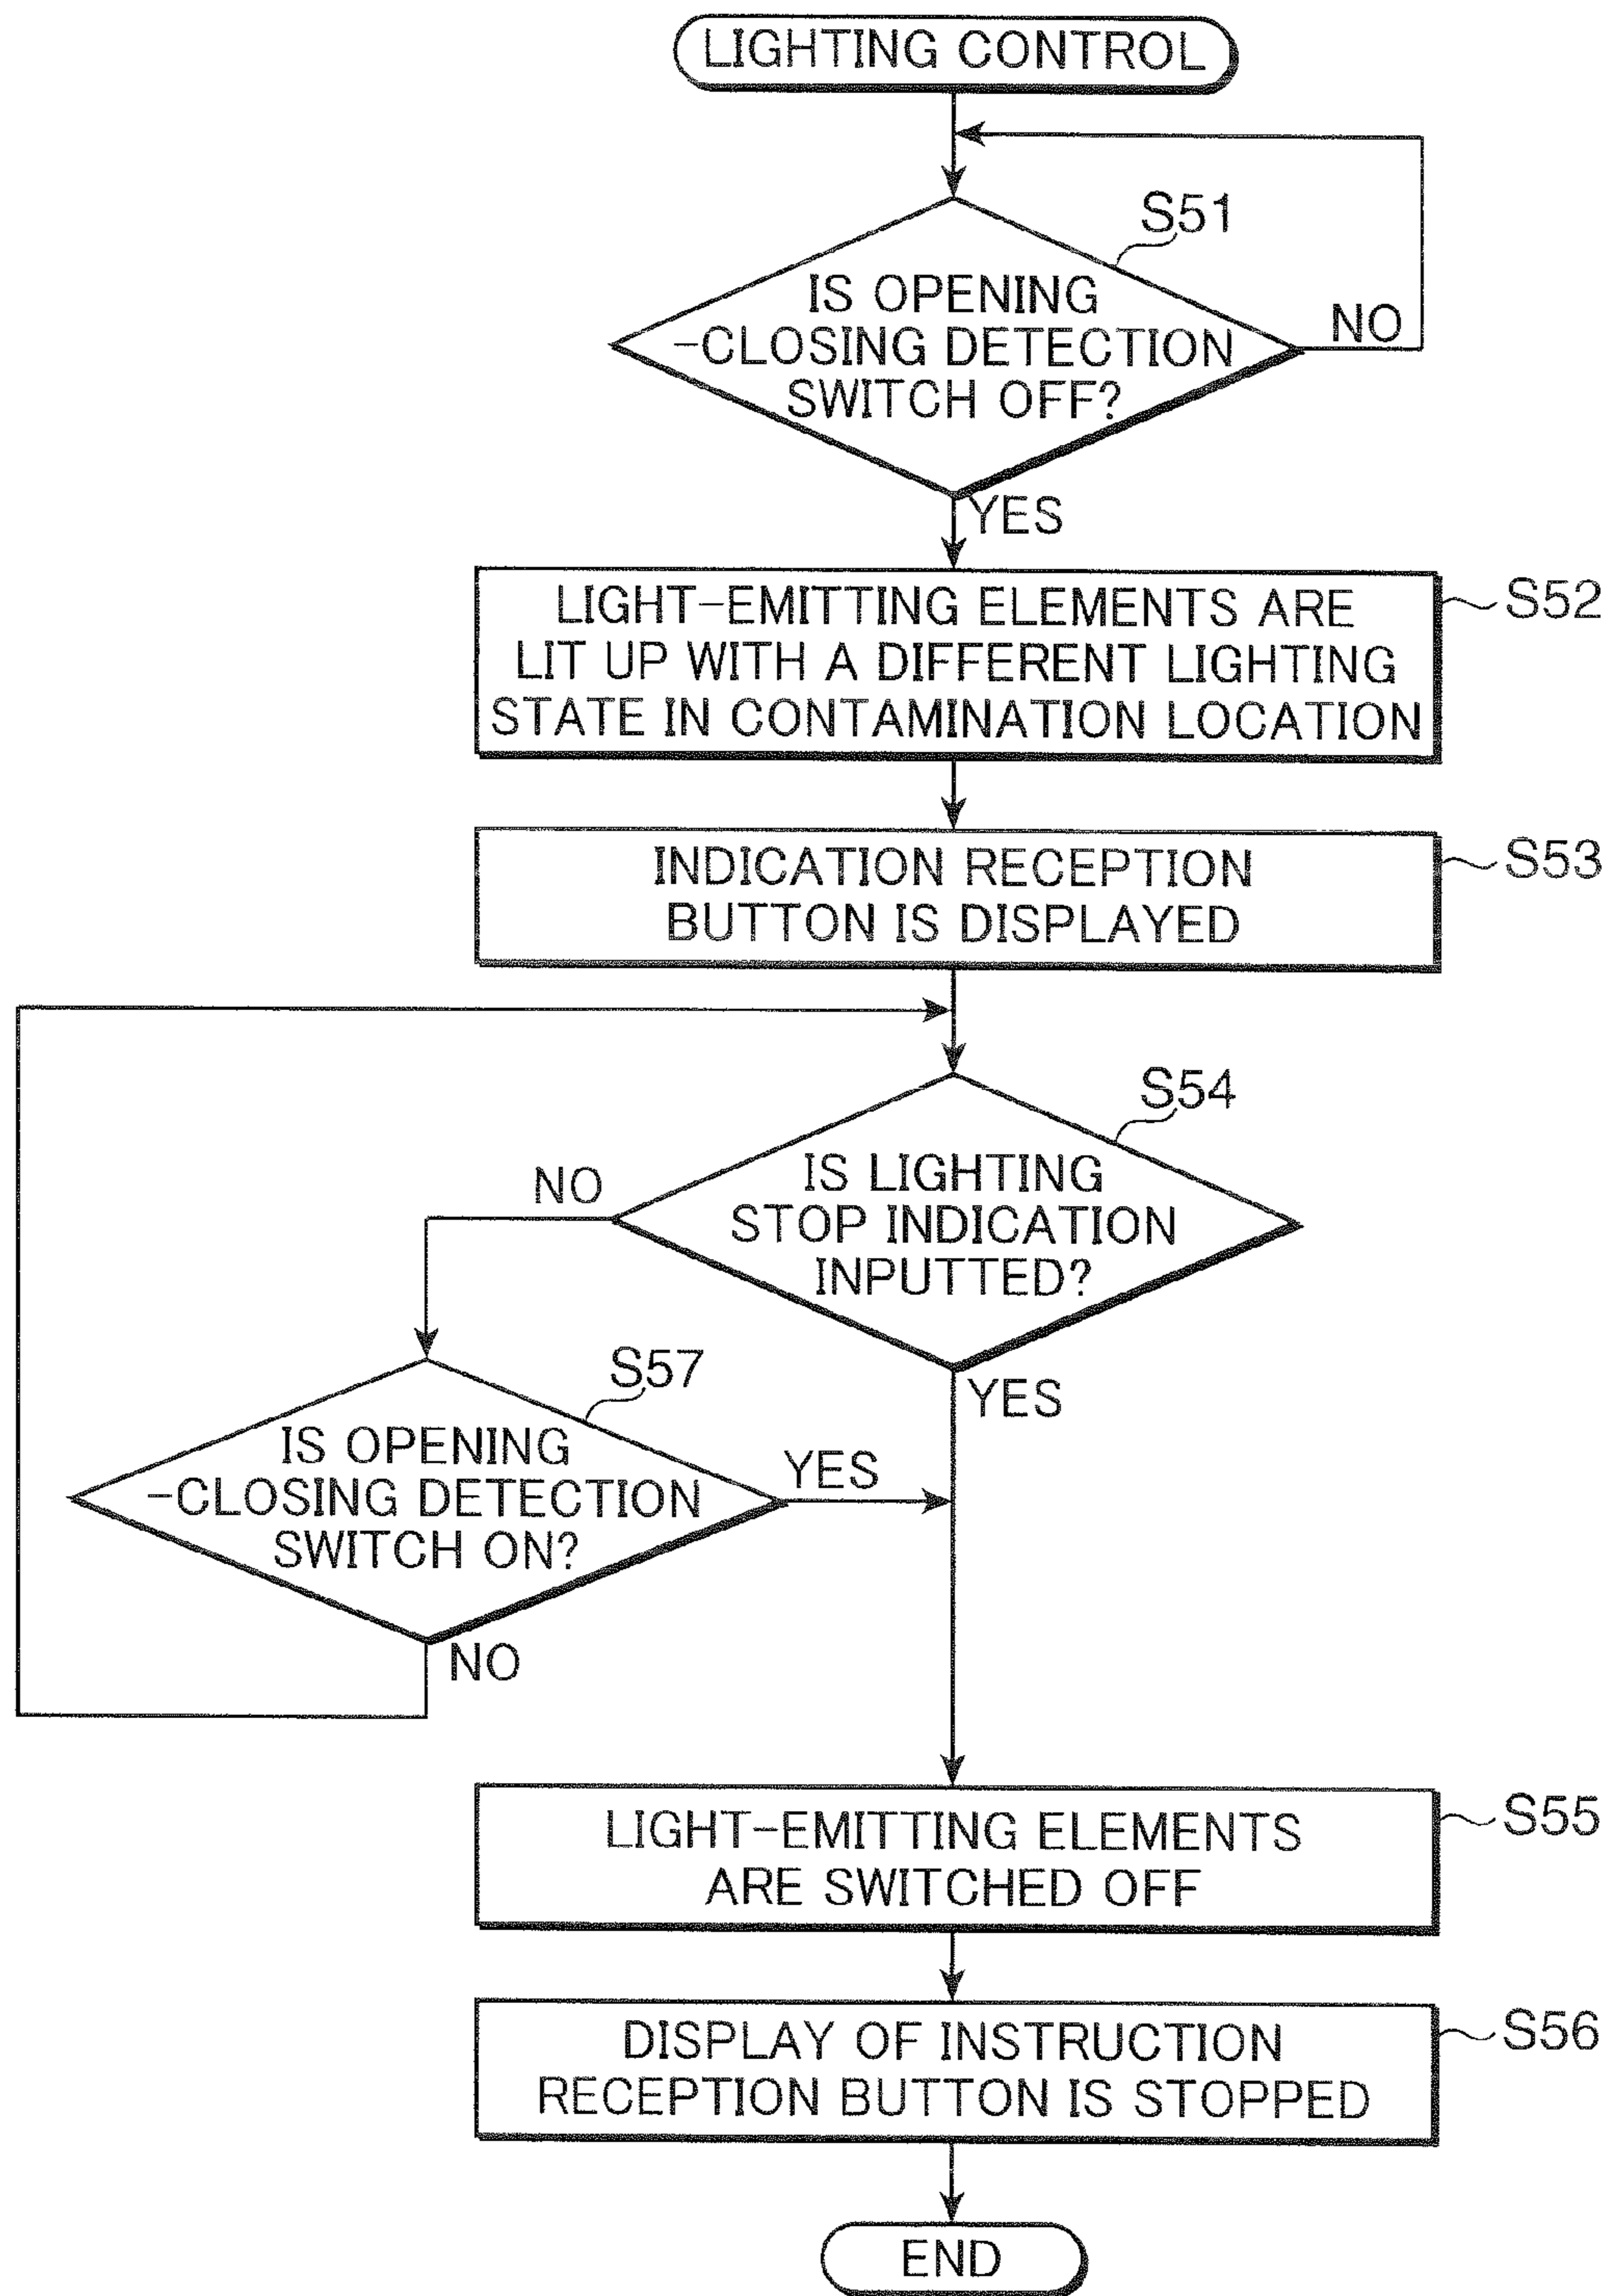 LIGHTING CONTROL
S51
IS OPENING
-CLOSING DETECTION
SWITCH OFF?
NO
YES
LIGHT-EMITTING ELEMENTS ARE
LIT UP WITH A DIFFERENT LIGHTING
STATE IN CONTAMINATION LOCATION
S52
INDICATION RECEPTION
BUTTON IS DISPLAYED
S53
S54
IS LIGHTING
STOP INDICATION
INPUTTED?
NO
YES
S57
IS OPENING
-CLOSING DETECTION
SWITCH ON?
YES
NO
LIGHT-EMITTING ELEMENTS
ARE SWITCHED OFF
S55
DISPLAY OF INSTRUCTION
RECEPTION BUTTON IS STOPPED
S56
END